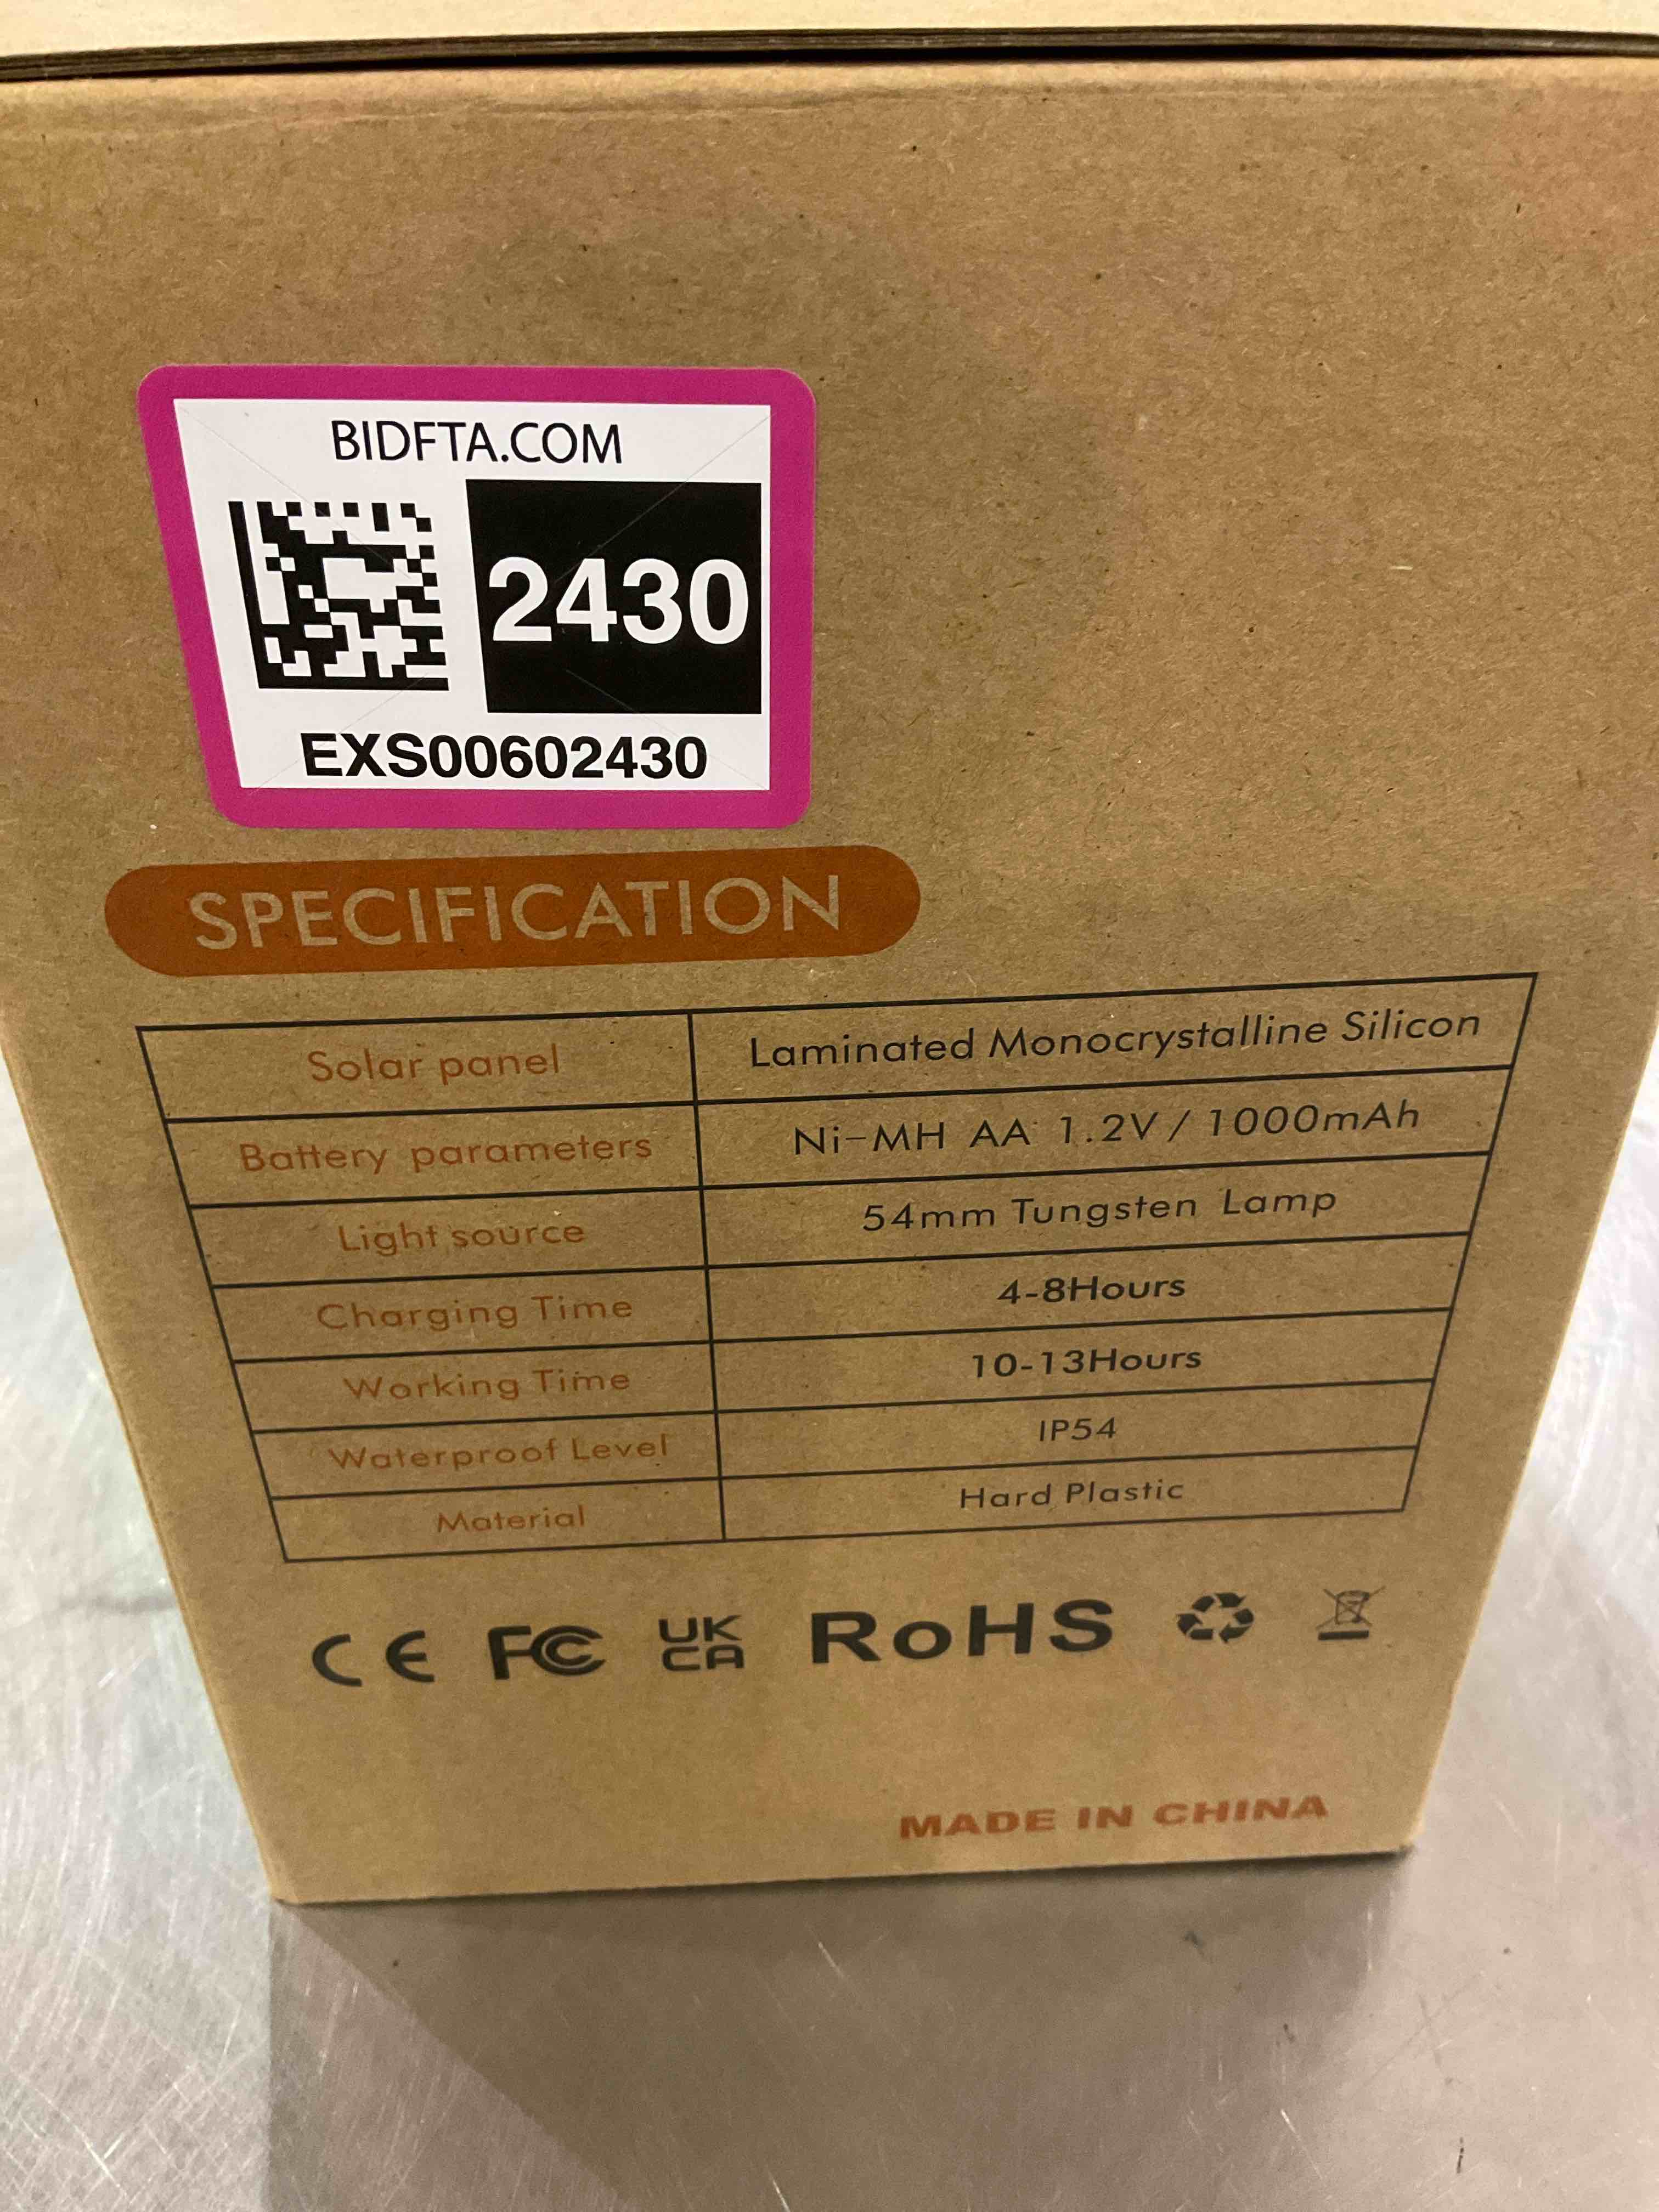 BIDFTA.COM
2430
EXS00602430
SPECIFICATION
Solar panel Laminated Monocrystalline Silicon
Battery parameters Ni-MH AA 1.2V / 1000mAh
Light source 54mm Tungsten Lamp
Charging Time 4-8Hours
Working Time 10-13Hours
Waterproof Level IP54
Material Hard Plastic
CE FC UK CA RoHS
MADE IN CHINA